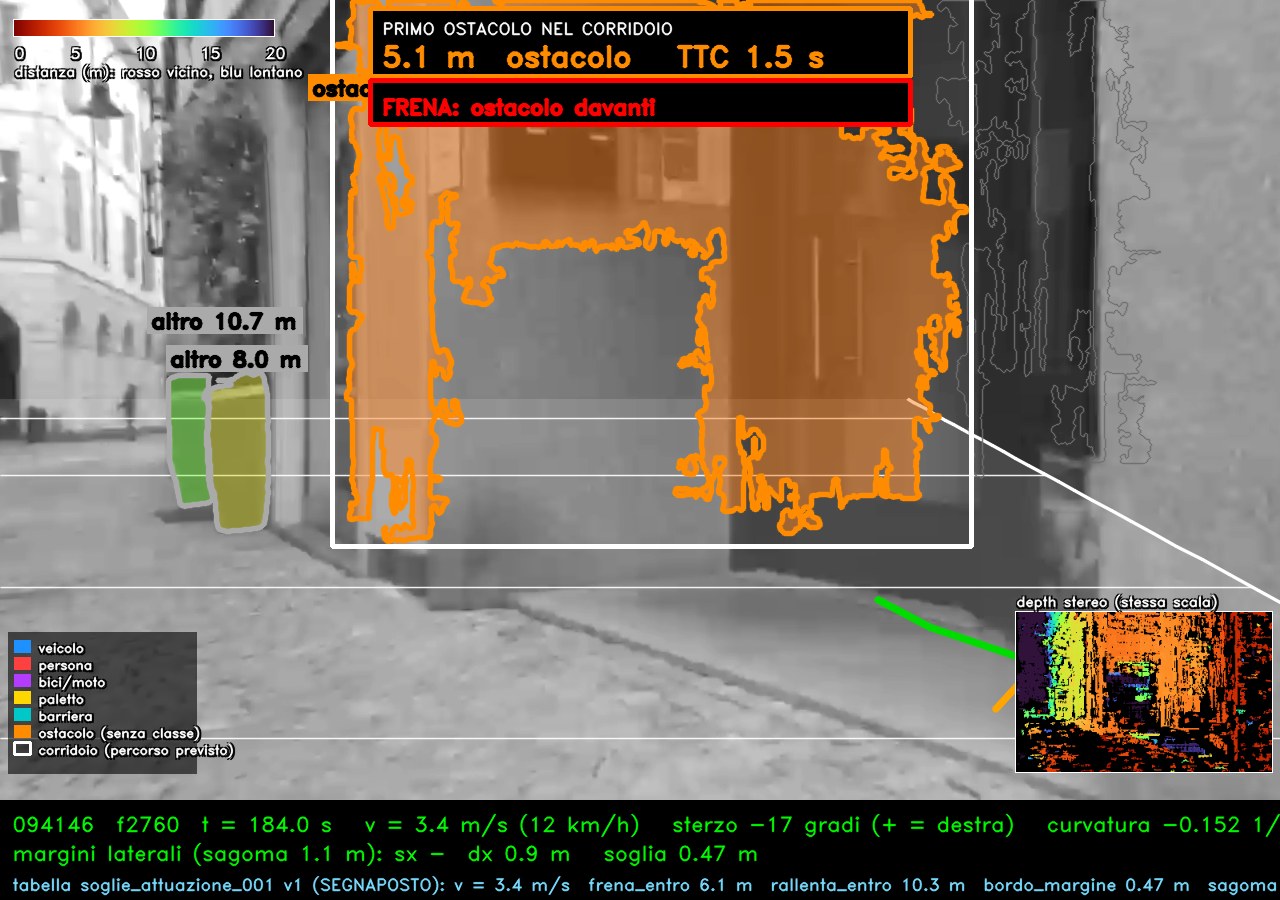 0 5 10 15 20
distanza (m): rosso vicino, blu lontano
PRIMO OSTACOLO NEL CORRIDOIO
5.1 m ostacolo TTC 1.5 s
ostac
FRENA: ostacolo davanti
altro 10.7 m
altro 8.0 m
depth stereo (stessa scala)
veicolo
persona
bici/moto
paletto
barriera
ostacolo (senza classe)
corridoio (percorso previsto)
094146 f2760 t = 184.0 s v = 3.4 m/s (12 km/h) sterzo −17 gradi (+ = destra) curvatura −0.152 1/
margini laterali (sagoma 1.1 m): sx − dx 0.9 m soglia 0.47 m
tabella soglie_attuazione_001 v1 (SEGNAPOSTO): v = 3.4 m/s frena_entro 6.1 m rallenta_entro 10.3 m bordo_margine 0.47 m sagoma